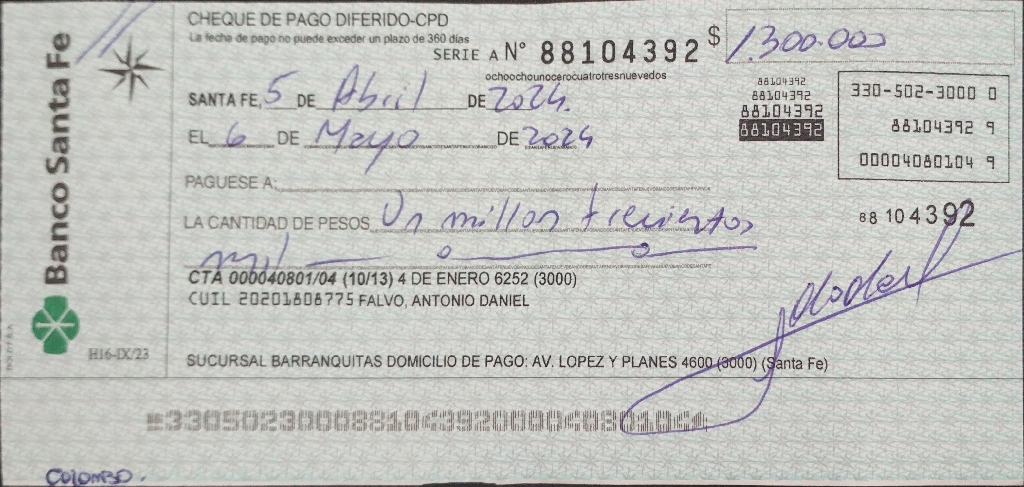 Banco Santa Fe
CHEQUE DE PAGO DIFERIDO-CPD
La fecha de pago no puede exceder un plazo de 360 días
SERIE A N° 88104392 $ 1.300.000
ochoochounocerocuatrotresnuevedos
SANTA FE, 5 DE Abril DE 2024.
EL 6 DE Mayo DE 2024
88104392
88104392
88104392
88104392
330-502-3000 0
88104392 9
00004080104 9
PAGUESE A:
LA CANTIDAD DE PESOS Un millon trecientos
mil
88104392
CTA 000040801/04 (10/13) 4 DE ENERO 6252 (3000)
CUIL 20201808775 FALVO, ANTONIO DANIEL
H16-IX/23
SUCURSAL BARRANQUITAS DOMICILIO DE PAGO: AV. LOPEZ Y PLANES 4600 (3000) (Santa Fe)
33050230008810439200004080104
COLOMBO.